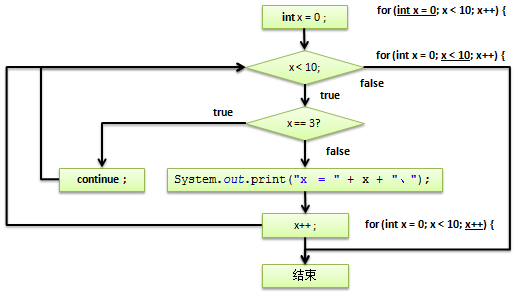 int x = 0 ;
for (int x = 0; x < 10; x++) {
for (int x = 0; x < 10; x++) {
x < 10;
false
true
true
x == 3?
false
continue ;
System.out.print("x = " + x + "、");
x++ ;
for (int x = 0; x < 10; x++) {
结束